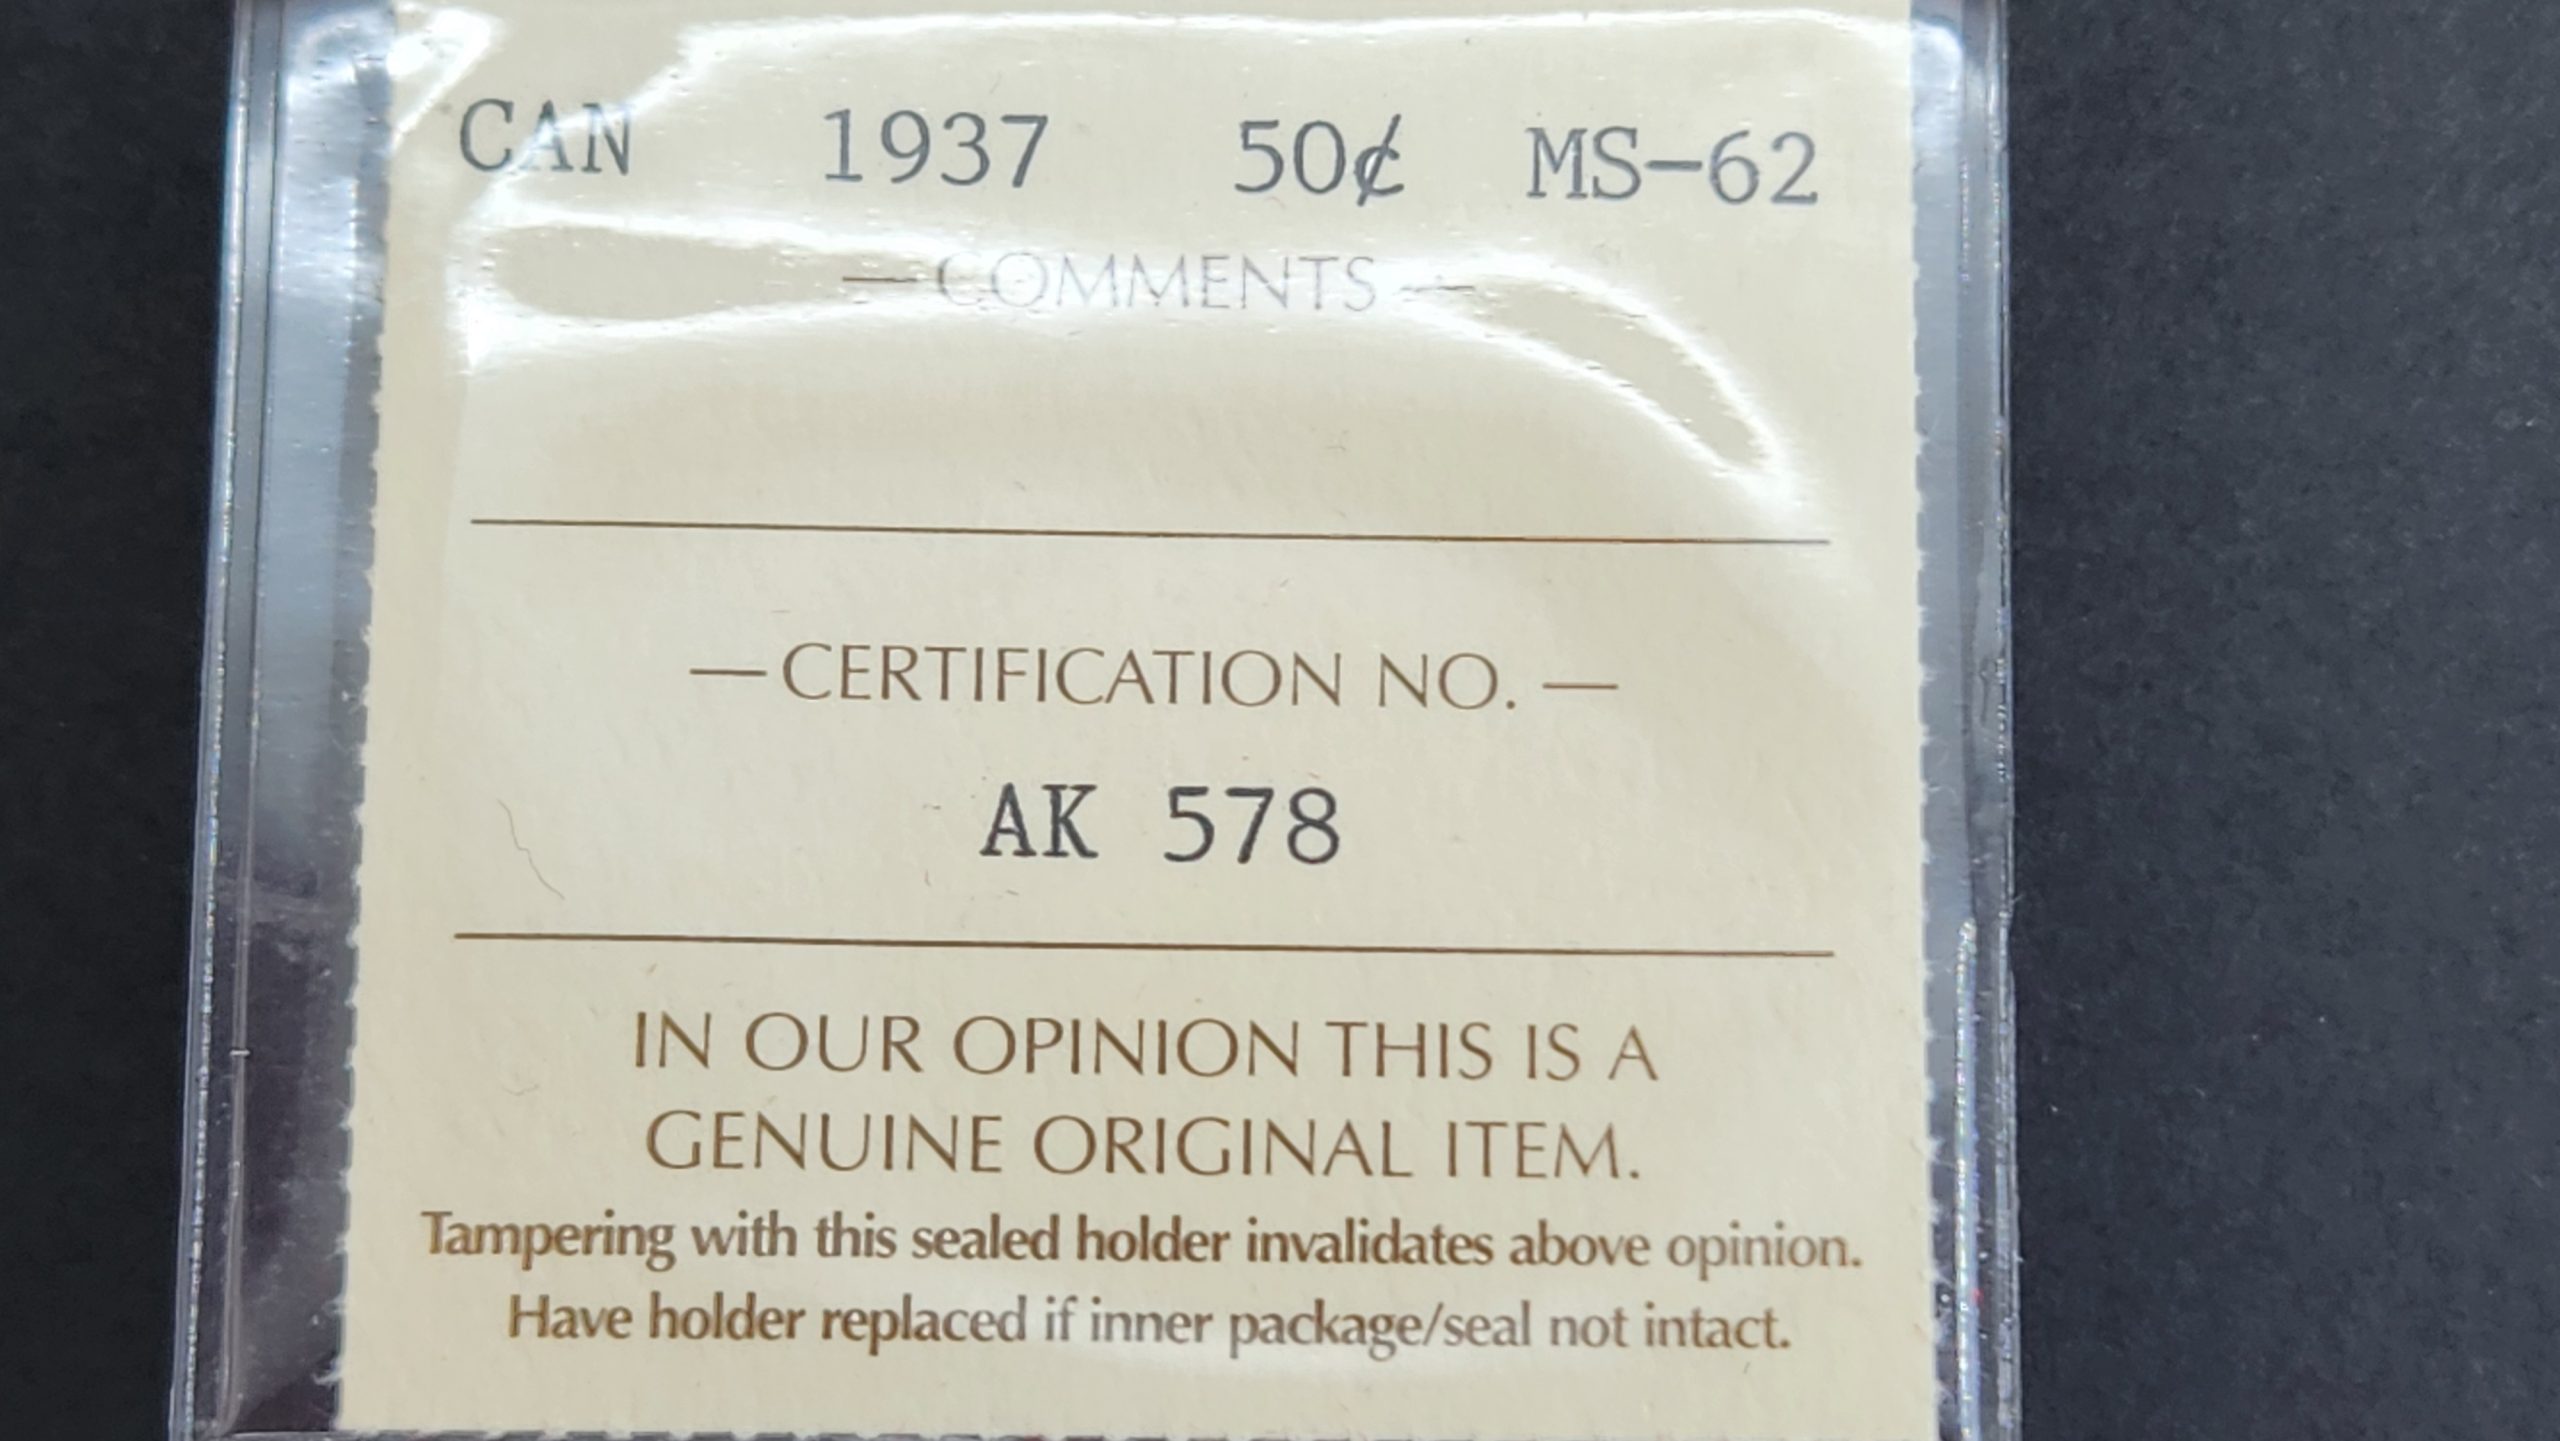 CAN 1937 50¢ MS-62
— COMMENTS —
— CERTIFICATION NO. —
AK 578
IN OUR OPINION THIS IS A
GENUINE ORIGINAL ITEM.
Tampering with this sealed holder invalidates above opinion.
Have holder replaced if inner package/seal not intact.